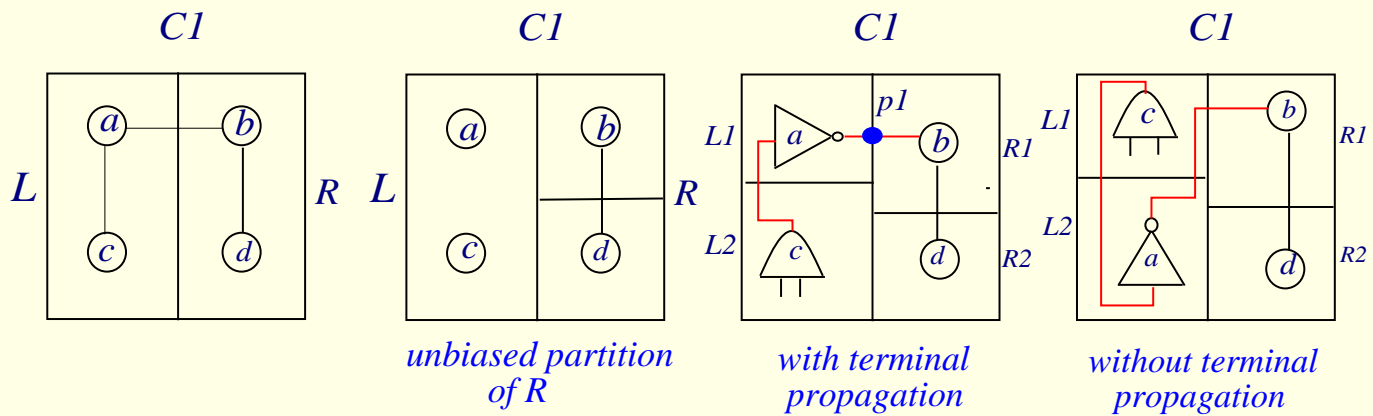 C1
a
b
L
R
c
d
C1
a
b
L
R
c
d
unbiased partition
of R
C1
p1
L1
a
b
R1
L2
c
d
R2
with terminal
propagation
C1
L1
c
b
R1
L2
a
d
R2
without terminal
propagation